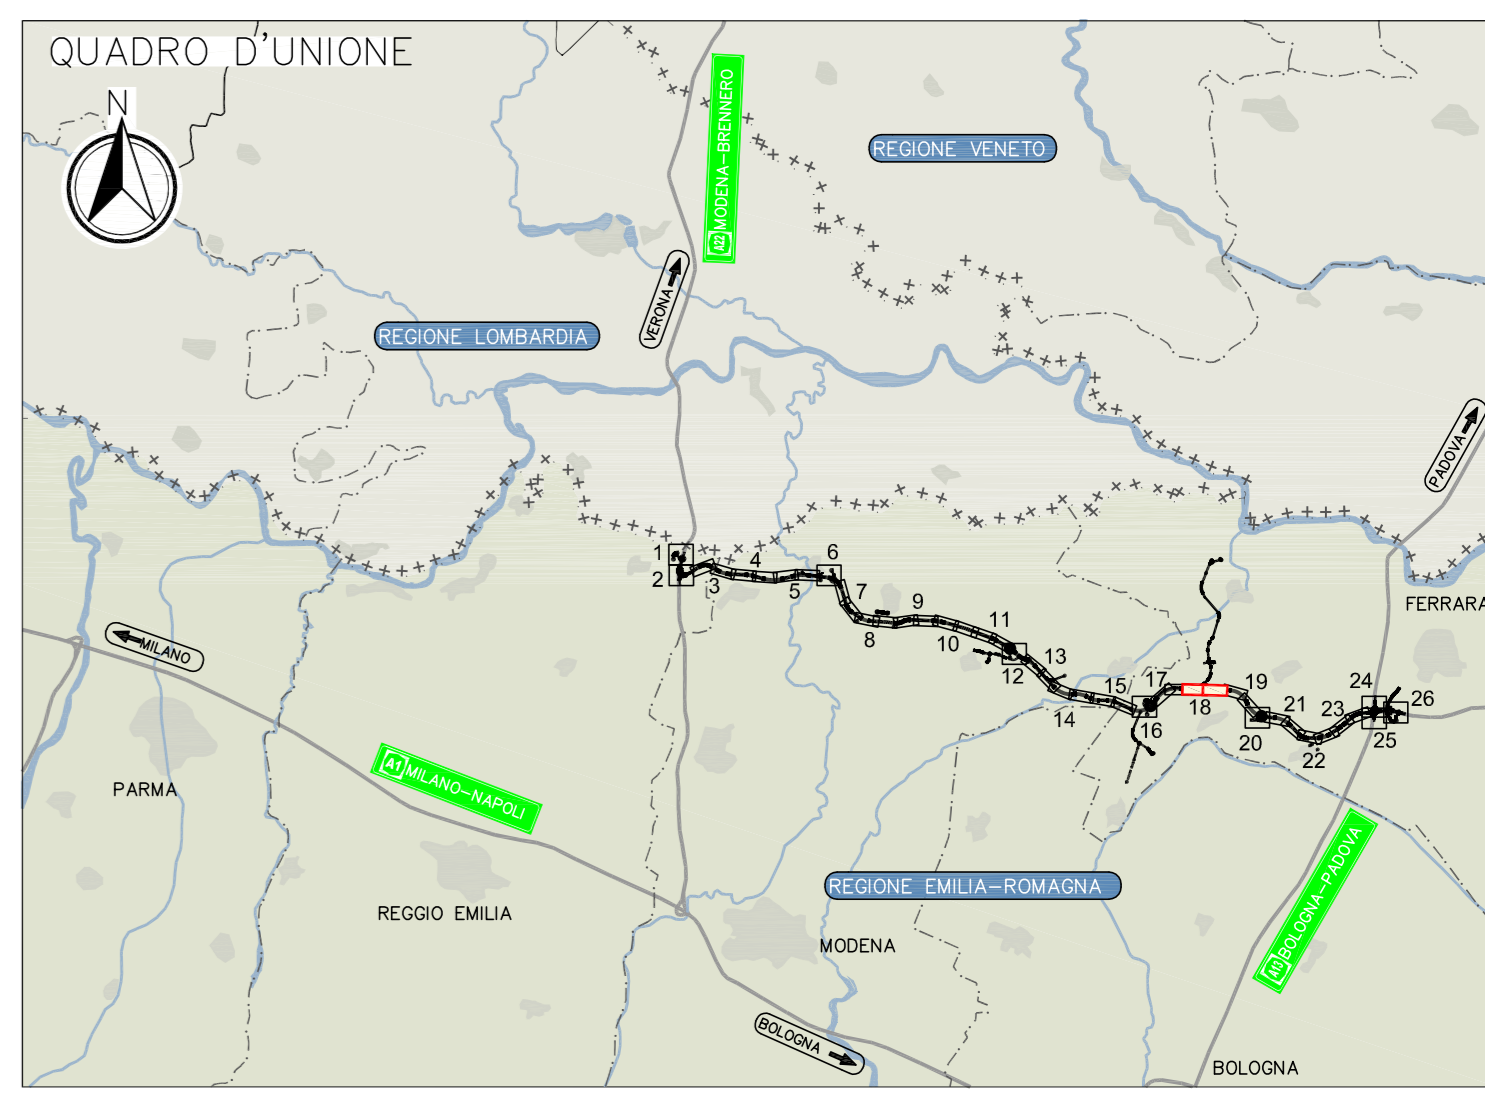 QUADRO D'UNIONE
N
A22 MODENA-BRENNERO
REGIONE VENETO
VERONA
REGIONE LOMBARDIA
PADOVA
1
2
3
4
5
6
7
8
9
10
11
12
13
14
15
16
17
18
19
20
21
22
23
24
25
26
FERRARA
MILANO
PARMA
A1 MILANO-NAPOLI
REGIONE EMILIA-ROMAGNA
REGGIO EMILIA
MODENA
A13 BOLOGNA-PADOVA
BOLOGNA
BOLOGNA